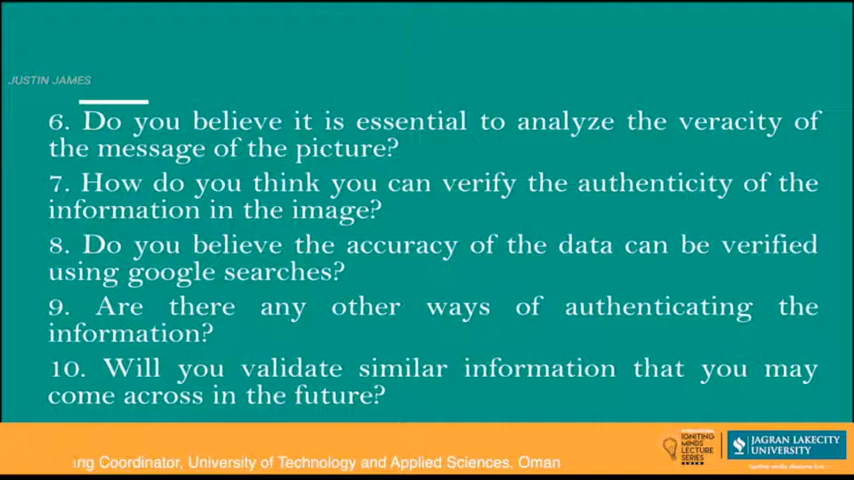 JUSTIN JAMES
6. Do you believe it is essential to analyze the veracity of
the message of the picture?
7. How do you think you can verify the authenticity of the
information in the image?
8. Do you believe the accuracy of the data can be verified
using google searches?
9. Are there any other ways of authenticating the
information?
10. Will you validate similar information that you may
come across in the future?
ng Coordinator, University of Technology and Applied Sciences, Oman
IGNITING
MINDS
LECTURE
SERIES
JAGRAN LAKECITY
UNIVERSITY